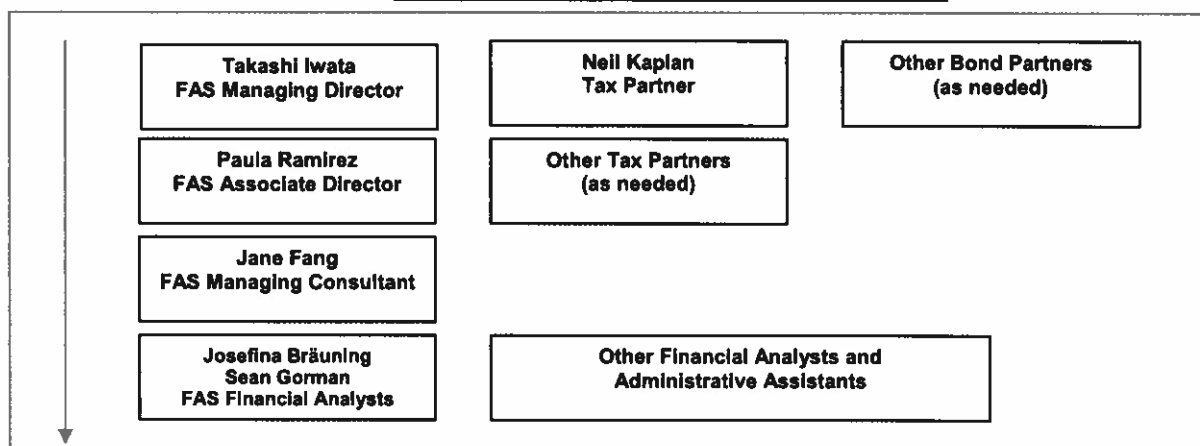 Takashi Iwata
FAS Managing Director
Neil Kaplan
Tax Partner
Other Bond Partners
(as needed)
Paula Ramirez
FAS Associate Director
Other Tax Partners
(as needed)
Jane Fang
FAS Managing Consultant
Josefina Bräuning
Sean Gorman
FAS Financial Analysts
Other Financial Analysts and
Administrative Assistants